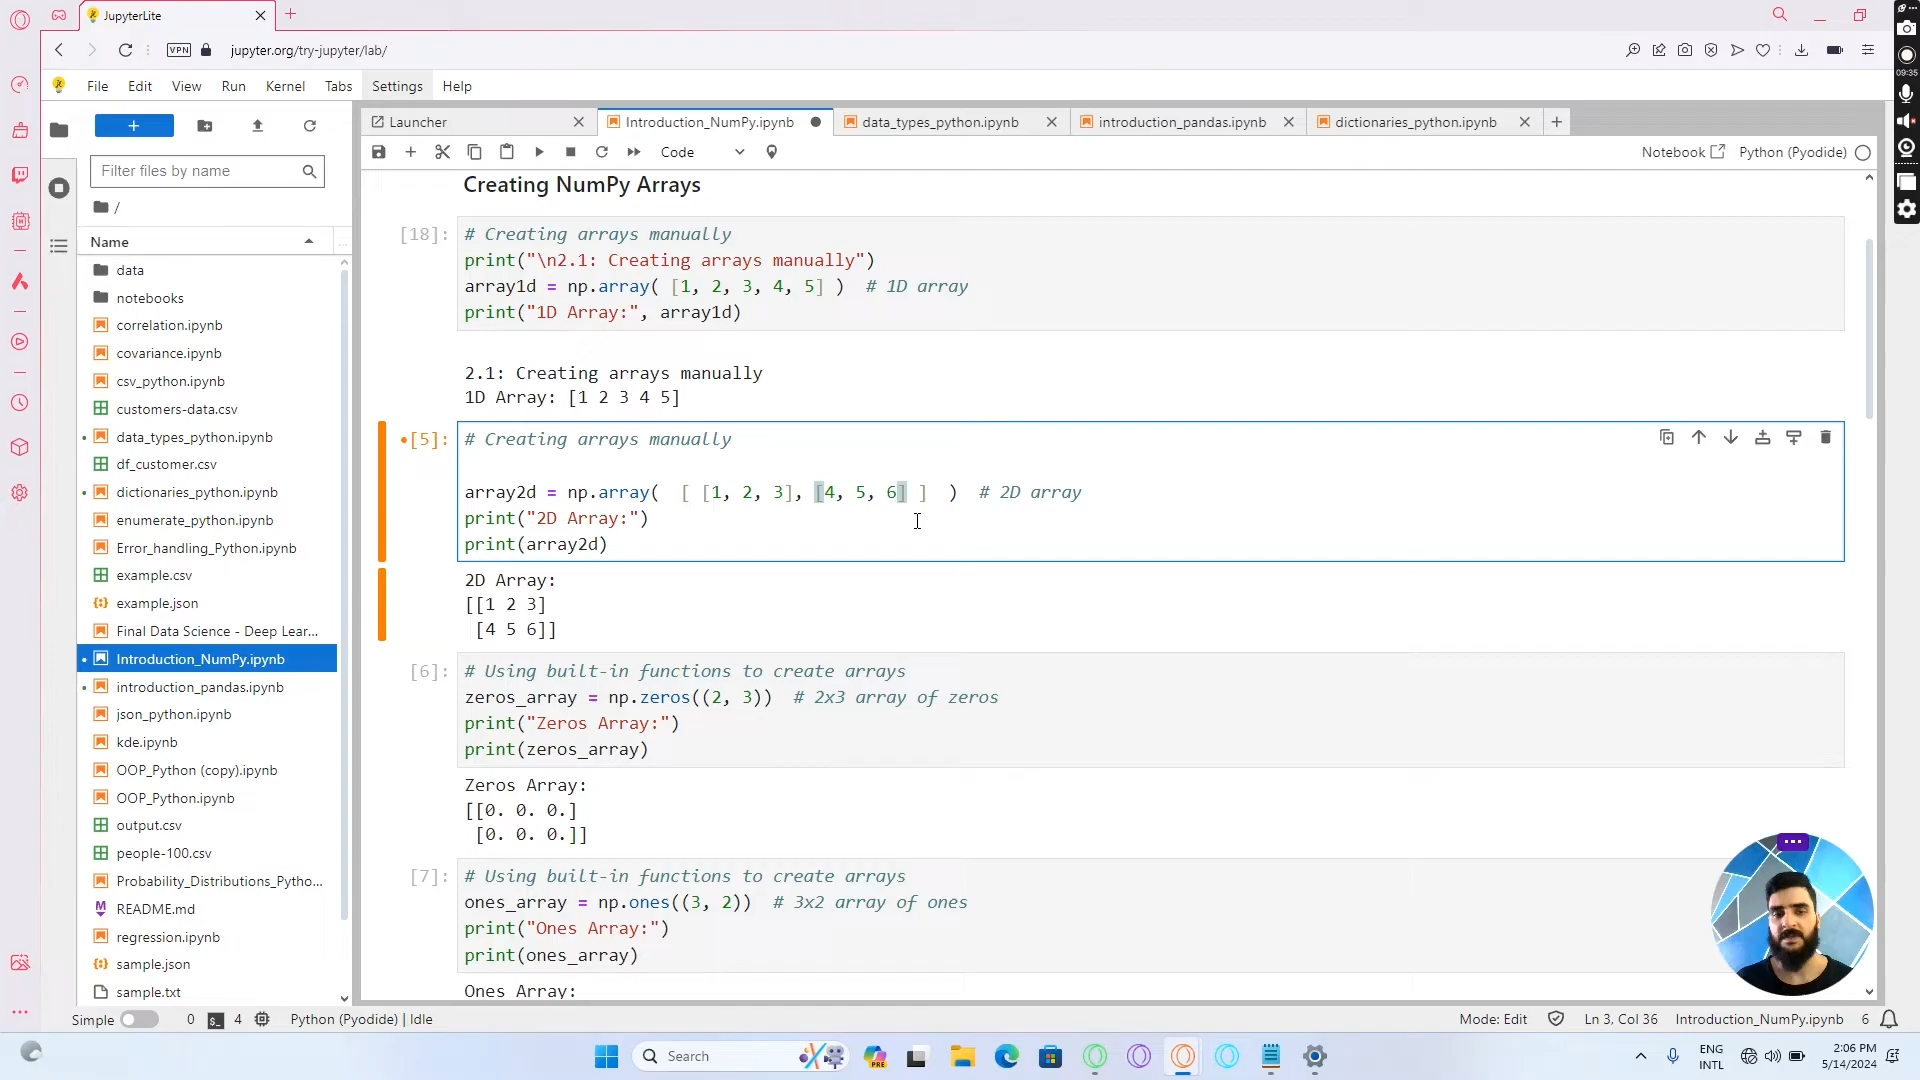 JupyterLite
VPN
jupyter.org/try-jupyter/lab/
09:35
File Edit View Run Kernel Tabs Settings Help
Launcher
Introduction_NumPy.ipynb
data_types_python.ipynb
introduction_pandas.ipynb
dictionaries_python.ipynb
Code
Notebook
Python (Pyodide)
Filter files by name
/
Name
data
notebooks
correlation.ipynb
covariance.ipynb
csv_python.ipynb
customers-data.csv
data_types_python.ipynb
df_customer.csv
dictionaries_python.ipynb
enumerate_python.ipynb
Error_handling_Python.ipynb
example.csv
example.json
Final Data Science - Deep Lear...
Introduction_NumPy.ipynb
introduction_pandas.ipynb
json_python.ipynb
kde.ipynb
OOP_Python (copy).ipynb
OOP_Python.ipynb
output.csv
people-100.csv
Probability_Distributions_Pytho...
README.md
regression.ipynb
sample.json
sample.txt
Creating NumPy Arrays
[18]: # Creating arrays manually
print("\n2.1: Creating arrays manually")
array1d = np.array( [1, 2, 3, 4, 5] )  # 1D array
print("1D Array:", array1d)
2.1: Creating arrays manually
1D Array: [1 2 3 4 5]
[5]: # Creating arrays manually
array2d = np.array(  [ [1, 2, 3], [4, 5, 6] ]  )  # 2D array
print("2D Array:")
print(array2d)
2D Array:
[[1 2 3]
[4 5 6]]
[6]: # Using built-in functions to create arrays
zeros_array = np.zeros((2, 3))  # 2x3 array of zeros
print("Zeros Array:")
print(zeros_array)
Zeros Array:
[[0. 0. 0.]
[0. 0. 0.]]
[7]: # Using built-in functions to create arrays
ones_array = np.ones((3, 2))  # 3x2 array of ones
print("Ones Array:")
print(ones_array)
Ones Array:
Simple 0 4 Python (Pyodide) | Idle
Mode: Edit Ln 3, Col 36 Introduction_NumPy.ipynb 6
Search
PRE
ENG
INTL
2:06 PM
5/14/2024